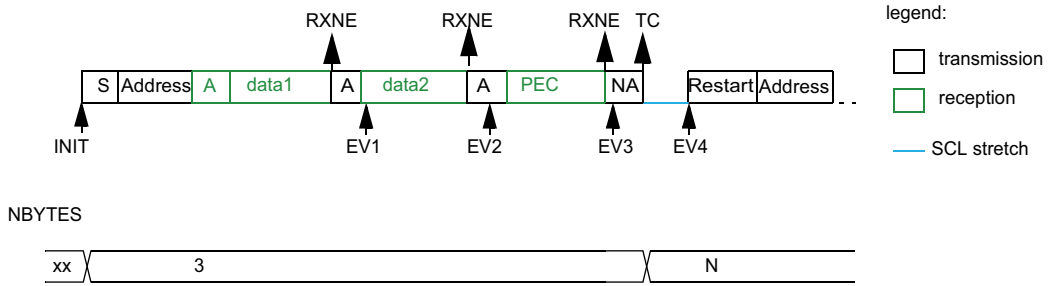 RXNE RXNE RXNE TC
legend:
S Address A data1 A data2 A PEC NA Restart Address
transmission
reception
INIT EV1 EV2 EV3 EV4
SCL stretch
NBYTES
xx 3 N